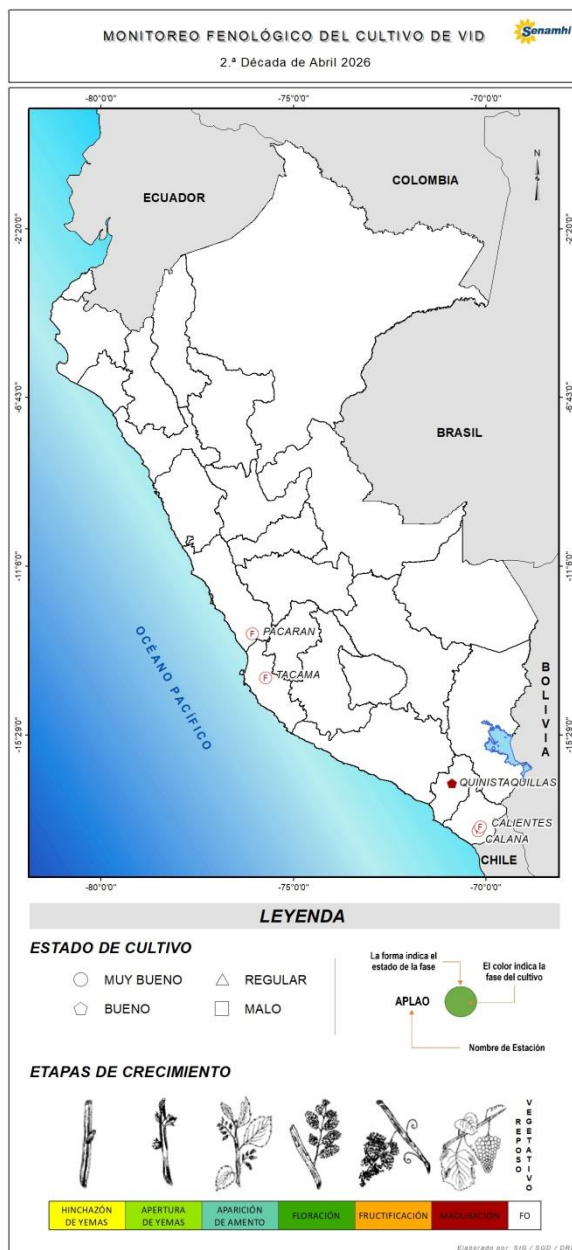 MONITOREO FENOLÓGICO DEL CULTIVO DE VID
Senamhi
2.ª Década de Abril 2026
-80°0'0" -75°0'0" -70°0'0"
N
COLOMBIA
ECUADOR
-2°20'0" -2°20'0"
-6°43'0" -6°43'0"
BRASIL
-11°6'0" -11°6'0"
F PACARAN
F TACAMA
OCÉANO PACÍFICO
BOLIVIA
-15°29'0" -15°29'0"
QUINISTAQUILLAS
F CALIENTES
CALANA
CHILE
-80°0'0" -75°0'0" -70°0'0"
LEYENDA
ESTADO DE CULTIVO
MUY BUENO
REGULAR
BUENO
MALO
La forma indica el
estado de la fase
El color indica la
fase del cultivo
APLAO
Nombre de Estación
ETAPAS DE CRECIMIENTO
REPOSO
VEGETATIVO
HINCHAZÓN
DE YEMAS
APERTURA
DE YEMAS
APARICIÓN
DE AMENTO
FLORACIÓN
FRUCTIFICACIÓN
MADURACIÓN
FO
Elaborado por: SIG / SGD / DRD